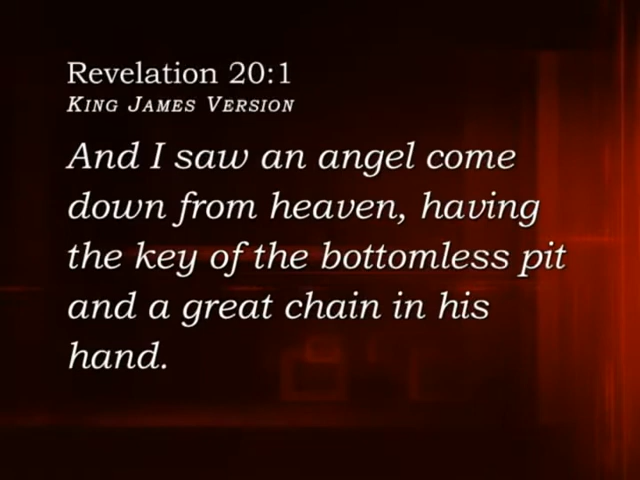 Revelation 20:1
King James Version
And I saw an angel come
down from heaven, having
the key of the bottomless pit
and a great chain in his
hand.